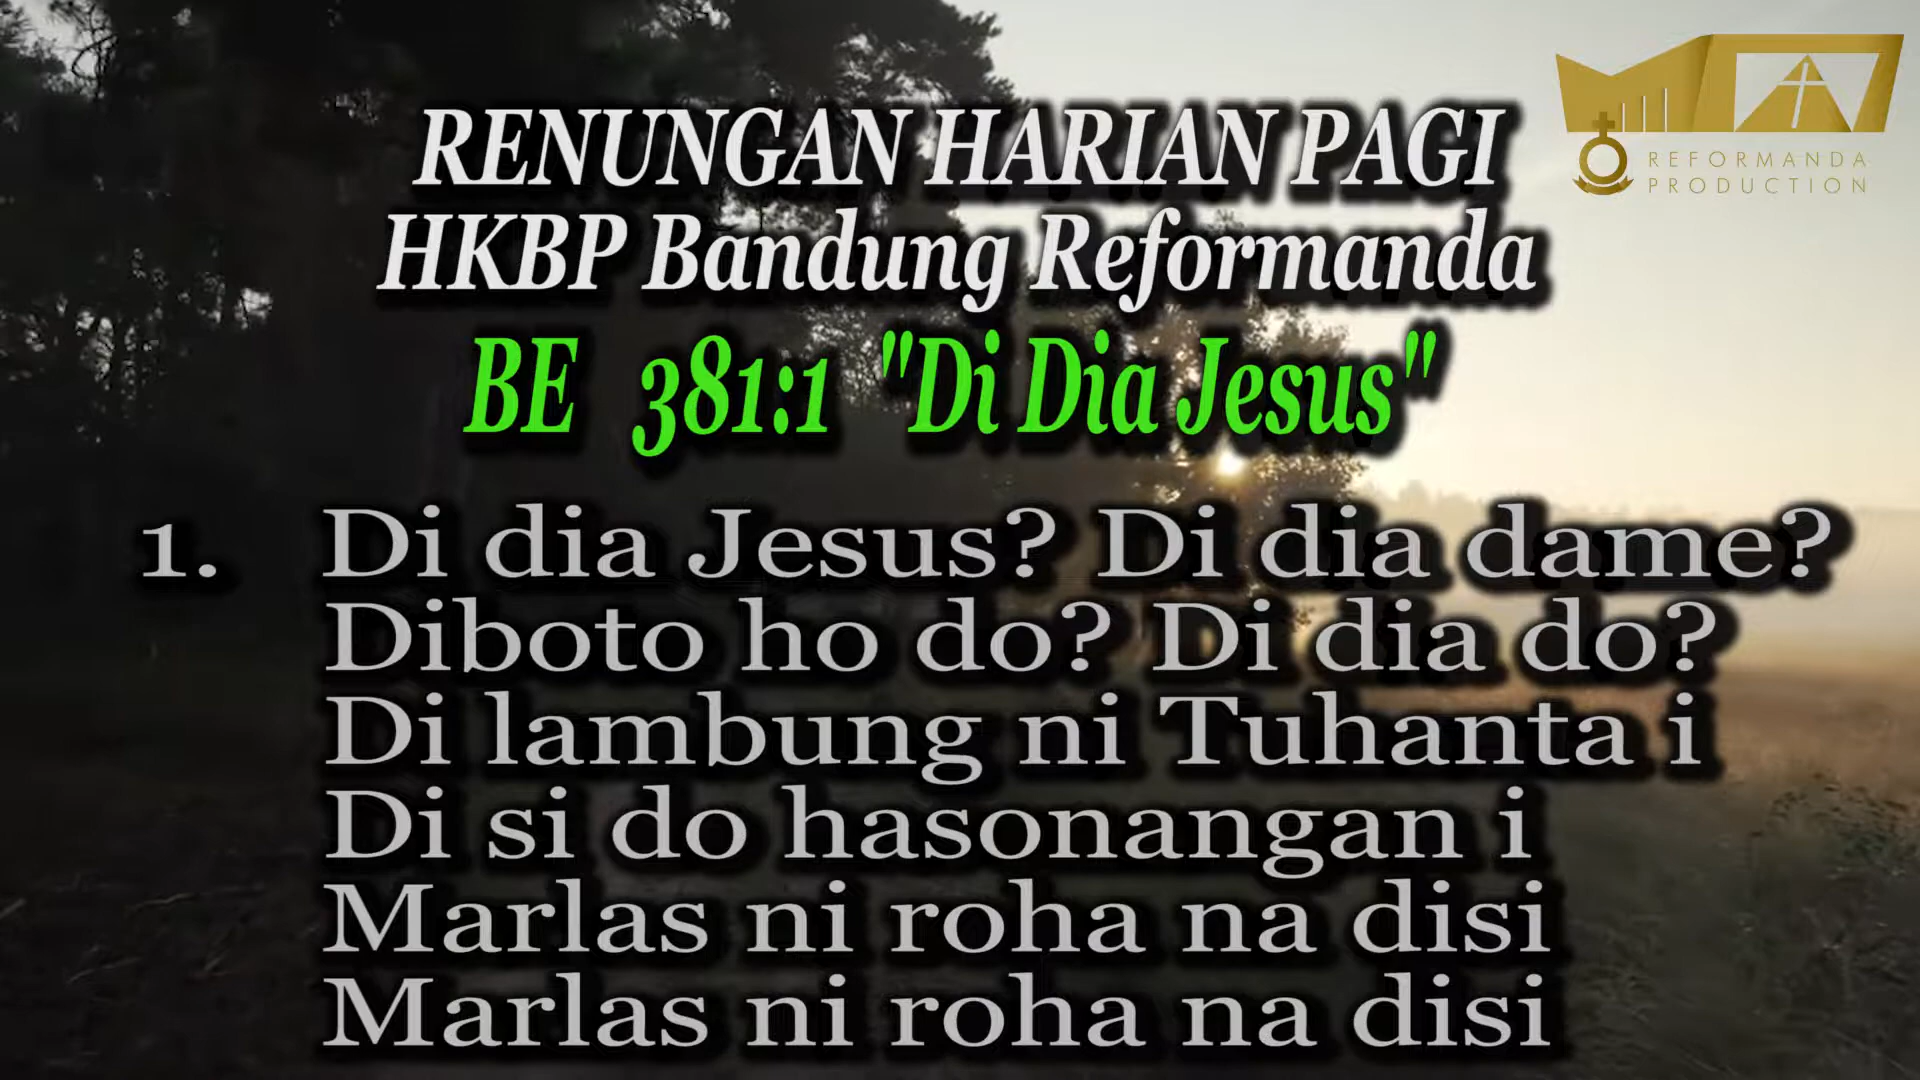 RENUNGAN HARIAN PAGI
HKBP Bandung Reformanda
BE 381:1 "Di Dia Jesus"
1. Di dia Jesus? Di dia dame?
Diboto ho do? Di dia do?
Di lambung ni Tuhanta i
Di si do hasonangan i
Marlas ni roha na disi
Marlas ni roha na disi
REFORMANDA
PRODUCTION